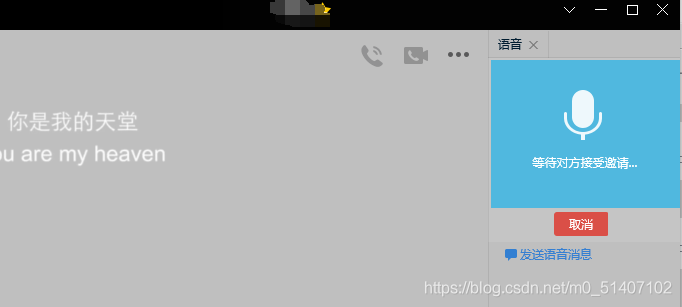 语音
你是我的天堂
ou are my heaven
等待对方接受邀请...
取消
发送语音消息
https://blog.csdn.net/m0_51407102